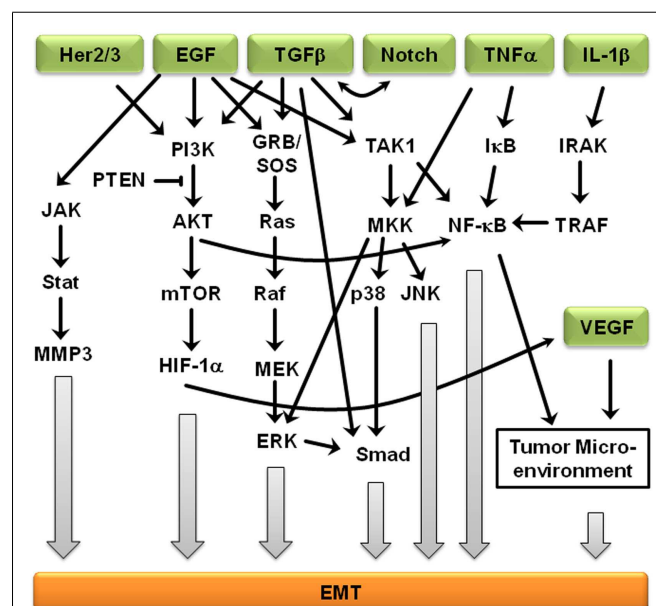 Her2/3 EGF TGFβ Notch TNFα IL-1β
PI3K GRB/ SOS TAK1 IκB IRAK
PTEN
JAK AKT Ras MKK NF-κB TRAF
Stat mTOR Raf p38 JNK
VEGF
MMP3 HIF-1α MEK
ERK Smad
Tumor Micro-
environment
EMT